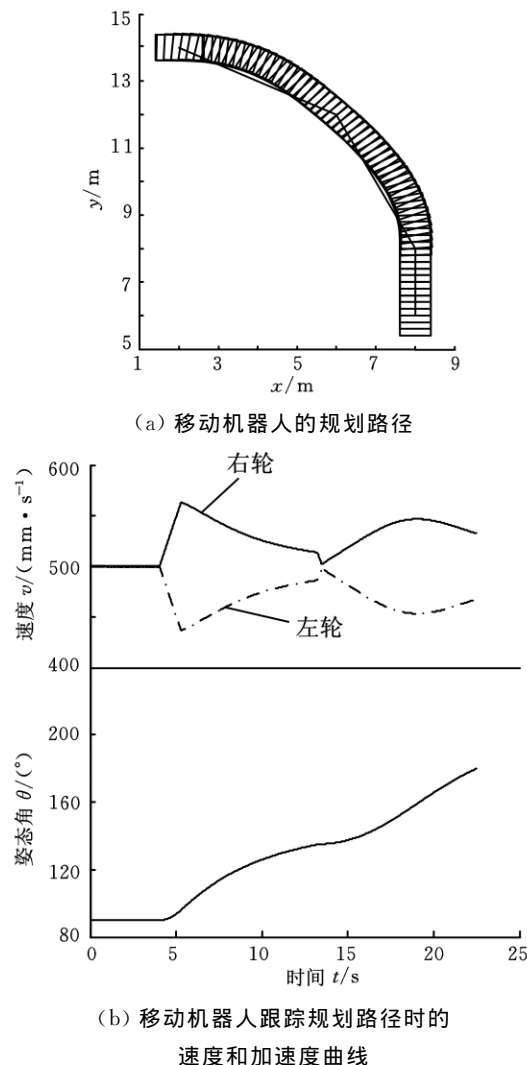 15
13
11
9
7
5
y/m
1
3
5
7
9
x/m
(a) 移动机器人的规划路径
600
500
400
速度 v/(mm·s⁻¹)
右轮
左轮
200
160
120
80
姿态角 θ/(°)
0
5
10
15
20
25
时间 t/s
(b) 移动机器人跟踪规划路径时的
速度和加速度曲线